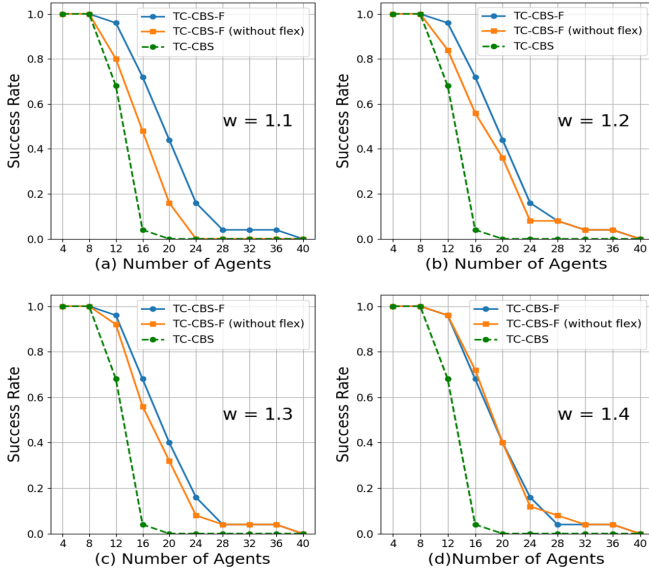 1.0
0.8
0.6
0.4
0.2
0.0
Success Rate
TC-CBS-F
TC-CBS-F (without flex)
TC-CBS
w = 1.1
4 8 12 16 20 24 28 32 36 40
(a) Number of Agents
1.0
0.8
0.6
0.4
0.2
0.0
Success Rate
TC-CBS-F
TC-CBS-F (without flex)
TC-CBS
w = 1.2
4 8 12 16 20 24 28 32 36 40
(b) Number of Agents
1.0
0.8
0.6
0.4
0.2
0.0
Success Rate
TC-CBS-F
TC-CBS-F (without flex)
TC-CBS
w = 1.3
4 8 12 16 20 24 28 32 36 40
(c) Number of Agents
1.0
0.8
0.6
0.4
0.2
0.0
Success Rate
TC-CBS-F
TC-CBS-F (without flex)
TC-CBS
w = 1.4
4 8 12 16 20 24 28 32 36 40
(d)Number of Agents